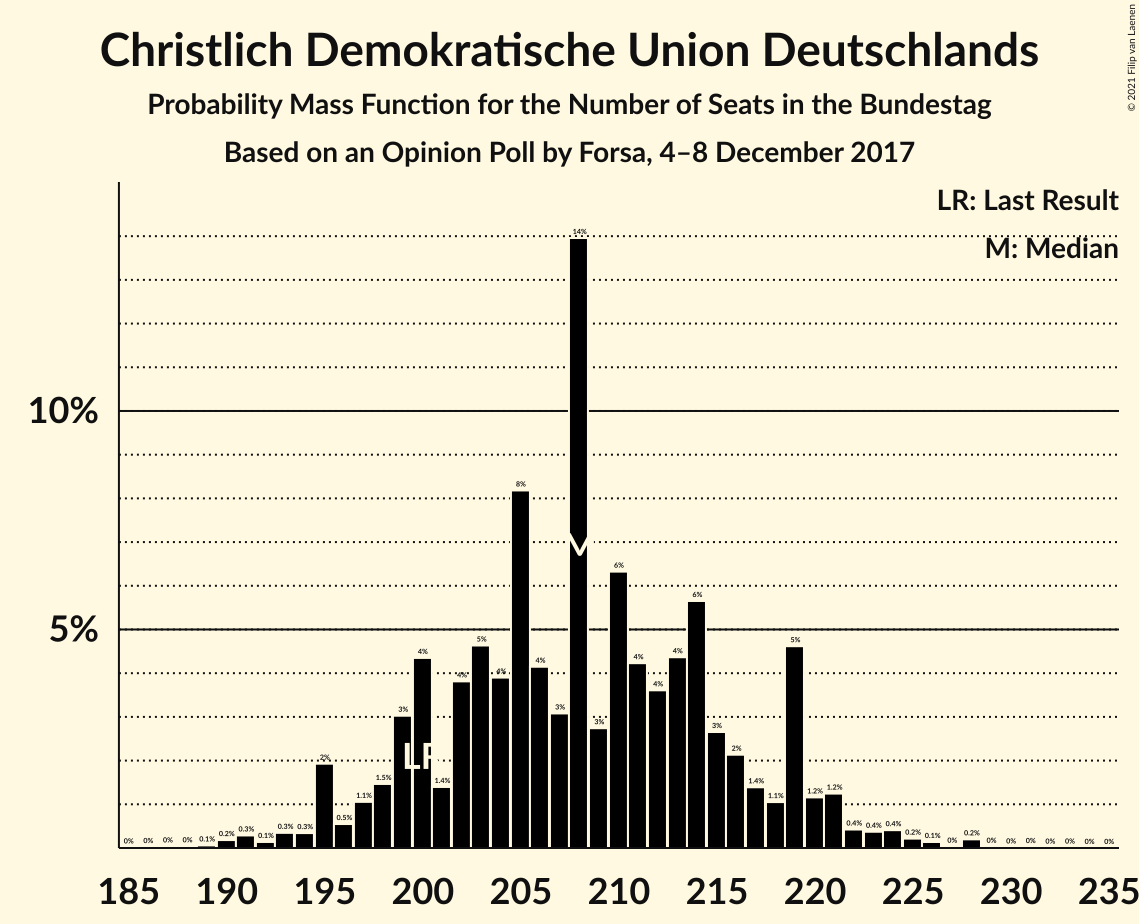 Christlich Demokratische Union Deutschlands
Probability Mass Function for the Number of Seats in the Bundestag
Based on an Opinion Poll by Forsa, 4–8 December 2017
© 2021 Filip van Laenen
LR: Last Result
M: Median
10%
5%
0% 0% 0% 0% 0.1% 0.2% 0.3% 0.1% 0.3% 0.3% 2% 0.5% 1.1% 1.5% 3% 4% 1.4% 4% 5% 4% 8% 4% 3% 14% 3% 6% 4% 4% 4% 6% 3% 2% 1.4% 1.1% 5% 1.2% 1.2% 0.4% 0.4% 0.4% 0.2% 0.1% 0% 0.2% 0% 0% 0% 0% 0% 0% 0%
M
LR
185 190 195 200 205 210 215 220 225 230 235